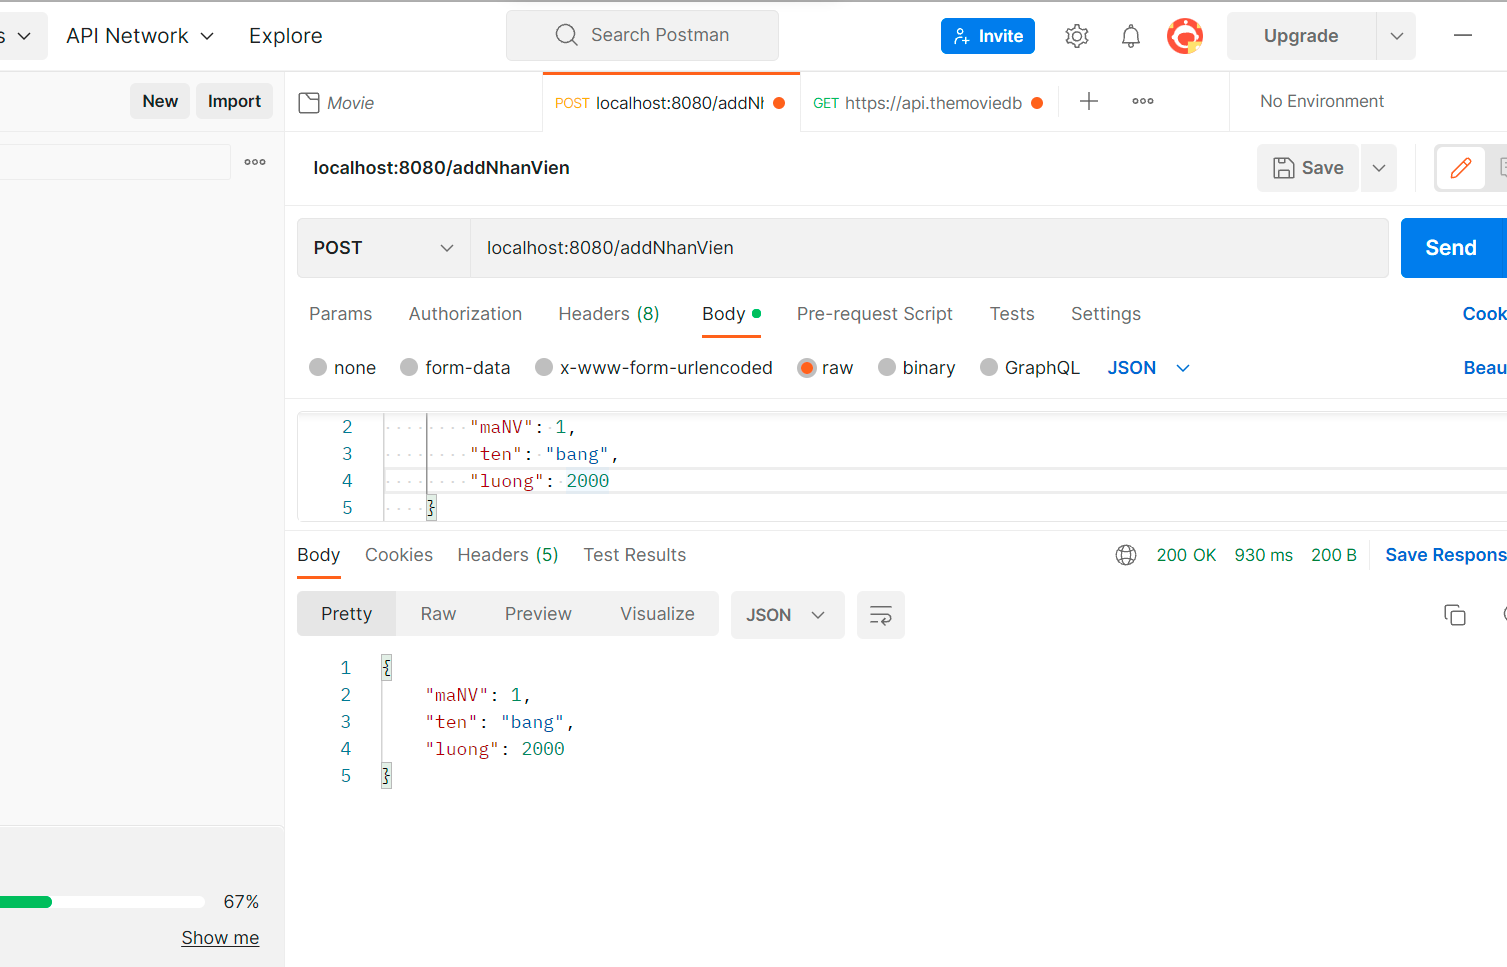 s API Network Explore Search Postman Invite Upgrade
New Import Movie POST localhost:8080/addNh GET https://api.themoviedb No Environment
localhost:8080/addNhanVien Save
POST localhost:8080/addNhanVien Send
Params Authorization Headers (8) Body Pre-request Script Tests Settings Cook
none form-data x-www-form-urlencoded raw binary GraphQL JSON Beau
2 "maNV": 1,
3 "ten": "bang",
4 "luong": 2000
5 }
Body Cookies Headers (5) Test Results 200 OK 930 ms 200 B Save Respons
Pretty Raw Preview Visualize JSON
1 {
2 "maNV": 1,
3 "ten": "bang",
4 "luong": 2000
5 }
67%
Show me